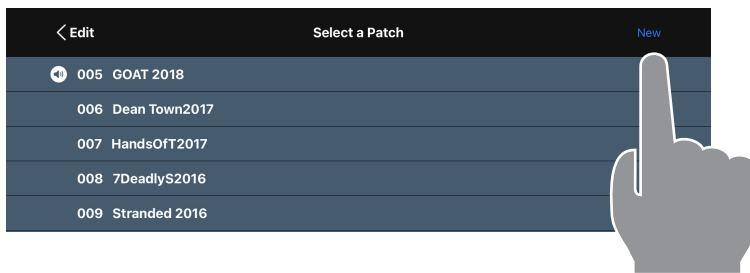 Edit Select a Patch New
005 GOAT 2018
006 Dean Town2017
007 HandsOfT2017
008 7DeadlyS2016
009 Stranded 2016